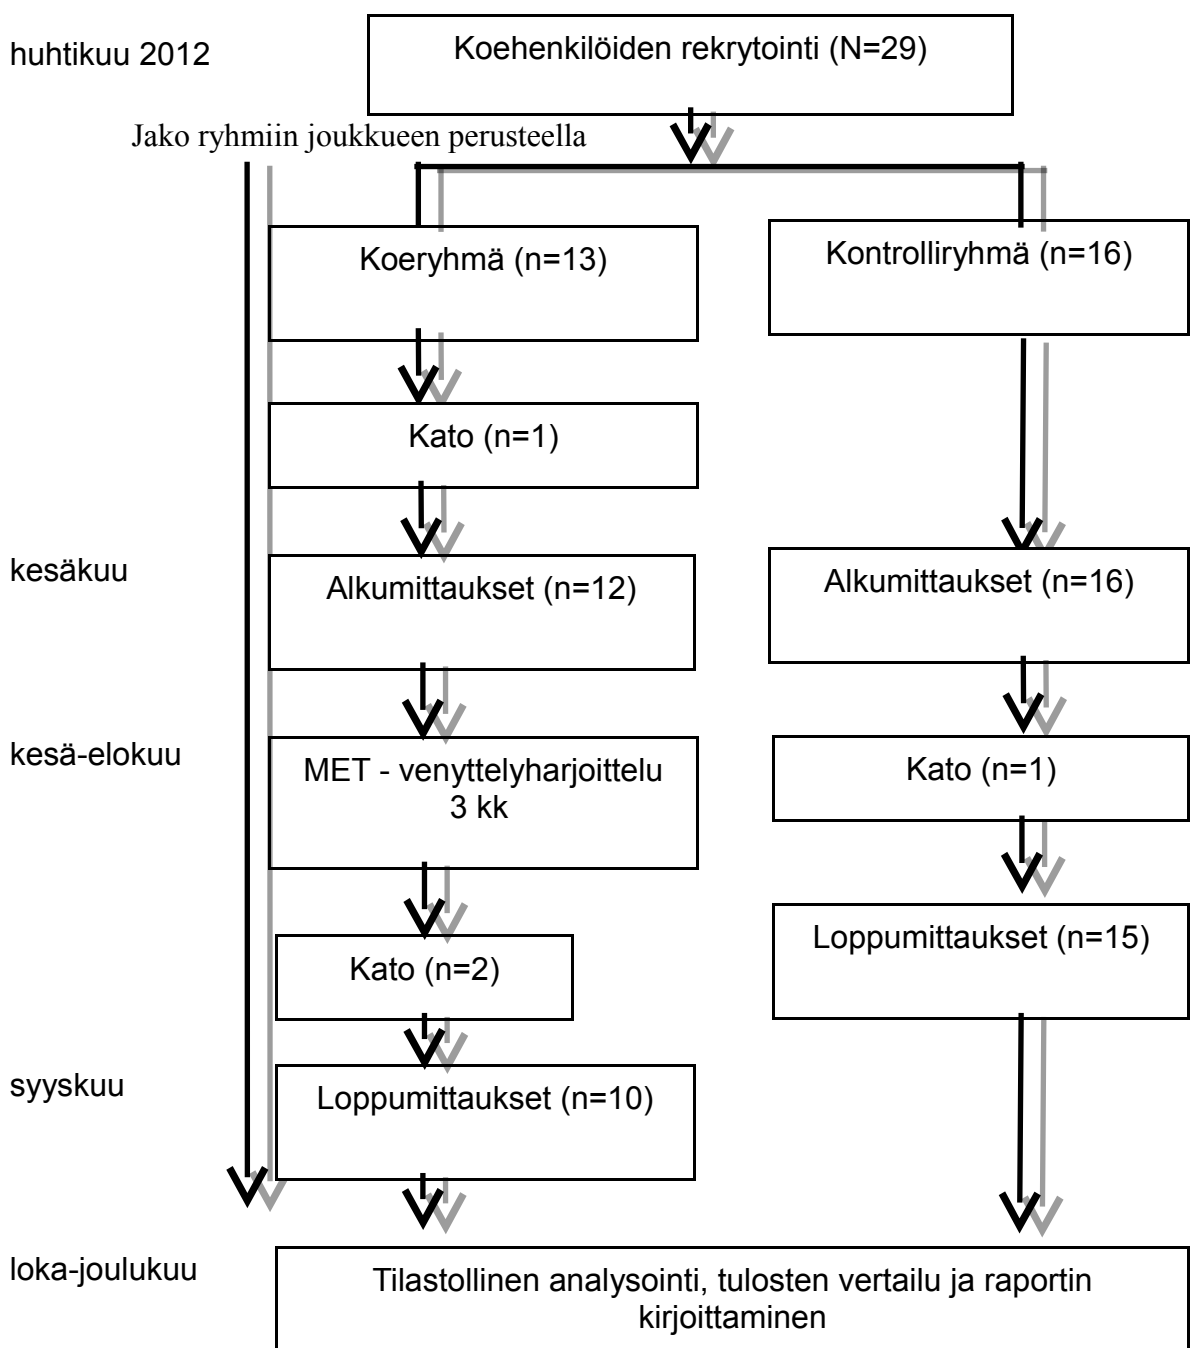 huhtikuu 2012
Koehenkilöiden rekrytointi (N=29)
Jako ryhmiin joukkueen perusteella
Koeryhmä (n=13)
Kontrolliryhmä (n=16)
Kato (n=1)
kesäkuu
Alkumittaukset (n=12)
Alkumittaukset (n=16)
kesä-elokuu
MET - venyttelyharjoittelu
3 kk
Kato (n=1)
Kato (n=2)
Loppumittaukset (n=15)
syyskuu
Loppumittaukset (n=10)
loka-joulukuu
Tilastollinen analysointi, tulosten vertailu ja raportin
kirjoittaminen